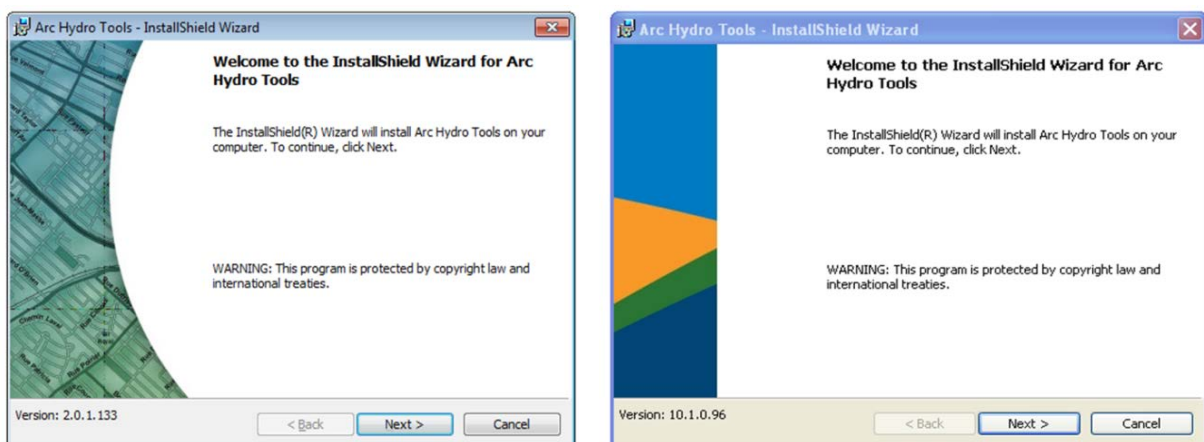 Arc Hydro Tools - InstallShield Wizard
Welcome to the InstallShield Wizard for Arc
Hydro Tools
The InstallShield(R) Wizard will install Arc Hydro Tools on your
computer. To continue, click Next.
WARNING: This program is protected by copyright law and
international treaties.
Version: 2.0.1.133
< Back
Next >
Cancel
Arc Hydro Tools - InstallShield Wizard
Welcome to the InstallShield Wizard for Arc
Hydro Tools
The InstallShield(R) Wizard will install Arc Hydro Tools on your
computer. To continue, click Next.
WARNING: This program is protected by copyright law and
international treaties.
Version: 10.1.0.96
< Back
Next >
Cancel